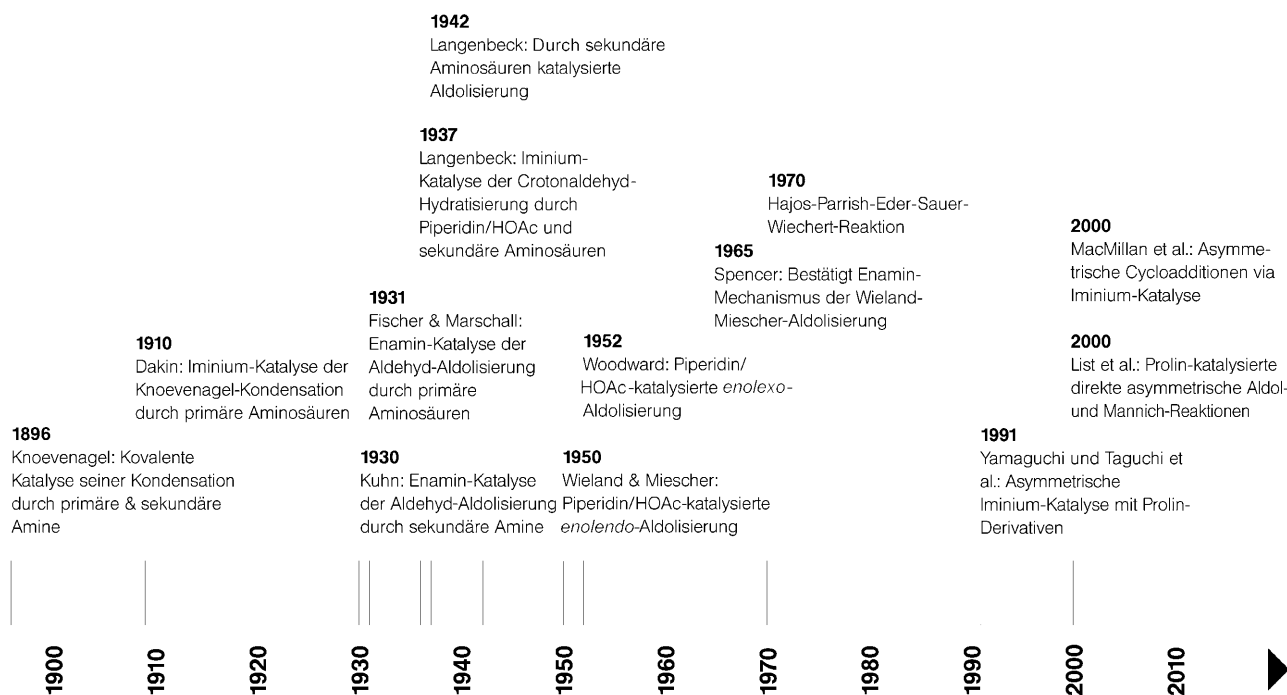 1942
Langenbeck: Durch sekundäre
Aminosäuren katalysierte
Aldolisierung
1937
Langenbeck: Iminium-
Katalyse der Crotonaldehyd-
Hydratisierung durch
Piperidin/HOAc und
sekundäre Aminosäuren
1970
Hajos-Parrish-Eder-Sauer-
Wiechert-Reaktion
2000
MacMillan et al.: Asymme-
trische Cycloadditionen via
Iminium-Katalyse
1965
Spencer: Bestätigt Enamin-
Mechanismus der Wieland-
Miescher-Aldolisierung
1931
Fischer & Marschall:
Enamin-Katalyse der
Aldehyd-Aldolisierung
durch primäre
Aminosäuren
1910
Dakin: Iminium-Katalyse der
Knoevenagel-Kondensation
durch primäre Aminosäuren
1952
Woodward: Piperidin/
HOAc-katalysierte enolexo-
Aldolisierung
2000
List et al.: Prolin-katalysierte
direkte asymmetrische Aldol-
und Mannich-Reaktionen
1896
Knoevenagel: Kovalente
Katalyse seiner Kondensation
durch primäre & sekundäre
Amine
1930
Kuhn: Enamin-Katalyse
der Aldehyd-Aldolisierung
durch sekundäre Amine
1950
Wieland & Miescher:
Piperidin/HOAc-katalysierte
enolendo-Aldolisierung
1991
Yamaguchi und Taguchi et
al.: Asymmetrische
Iminium-Katalyse mit Prolin-
Derivativen
1900
1910
1920
1930
1940
1950
1960
1970
1980
1990
2000
2010